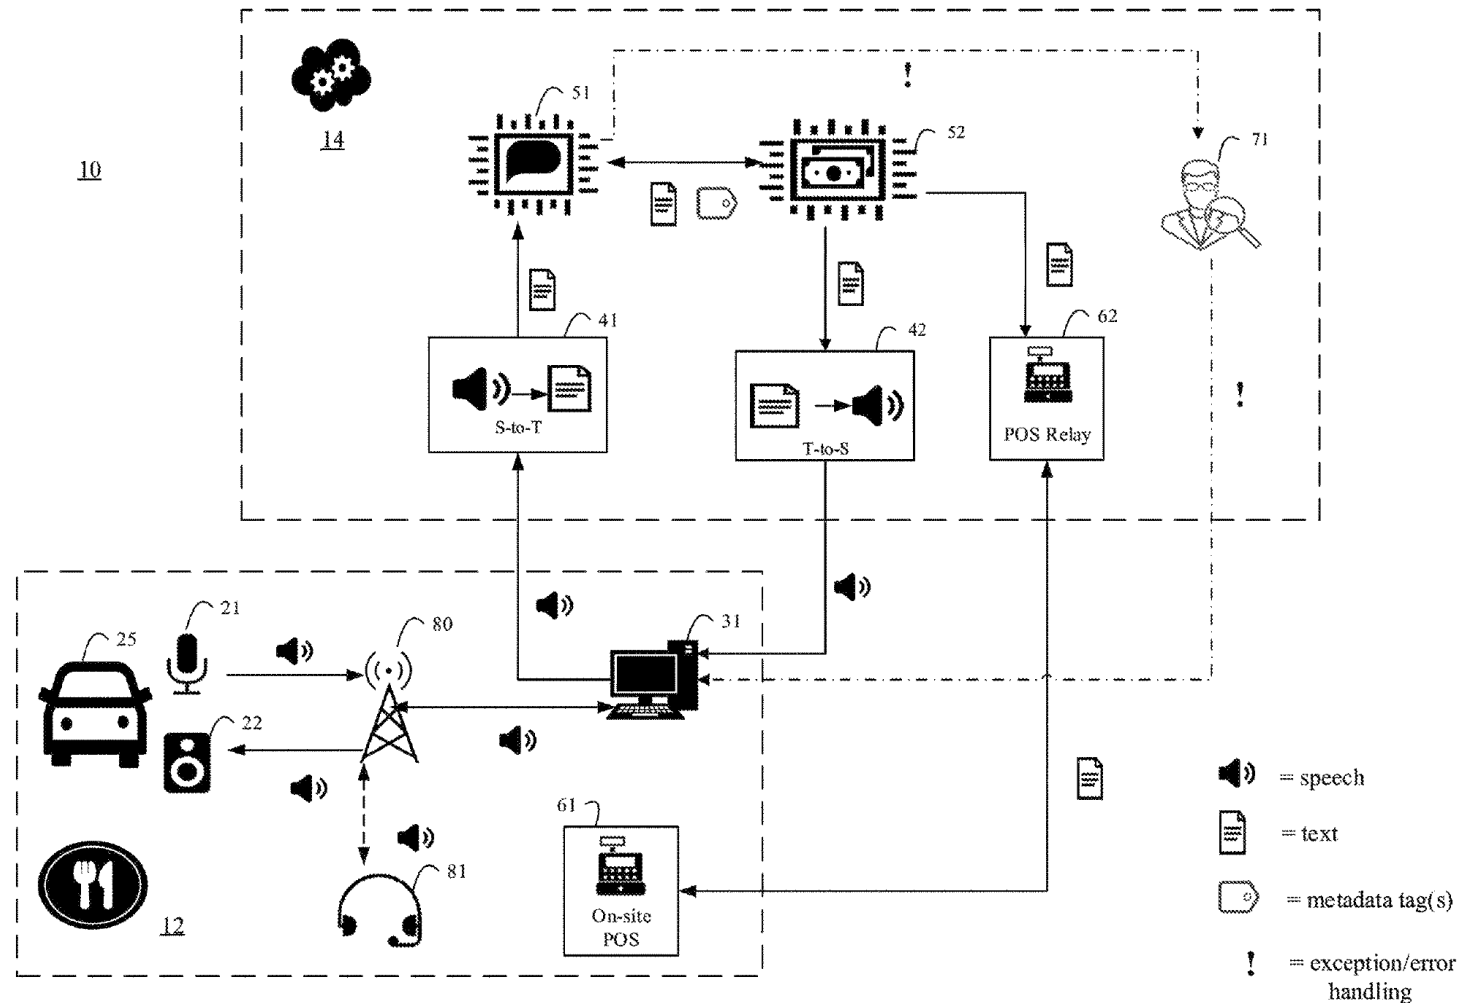 51
!
14
10
52
71
41
S-to-T
42
T-to-S
62
POS Relay
!
21
25
80
31
22
61
On-site
POS
81
12
= speech
= text
= metadata tag(s)
! = exception/error
handling